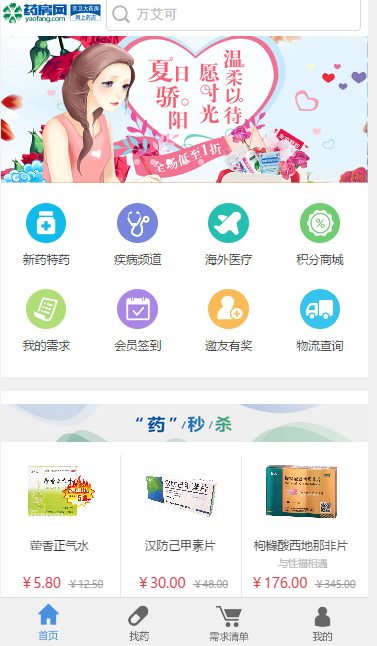 药房网 京卫大药房
yaofang.com 网上药店
万艾可
夏日骄阳
愿时光
温柔以待
全场低至1折
新药特药 疾病频道 海外医疗 积分商城
我的需求 会员签到 邀友有奖 物流查询
“药”/秒/杀
藿香正气水 汉防己甲素片 枸橼酸西地那非片
与性福相遇
￥5.80 ￥12.50 ￥30.00 ￥48.00 ￥176.00 ￥345.00
首页 找药 需求清单 我的